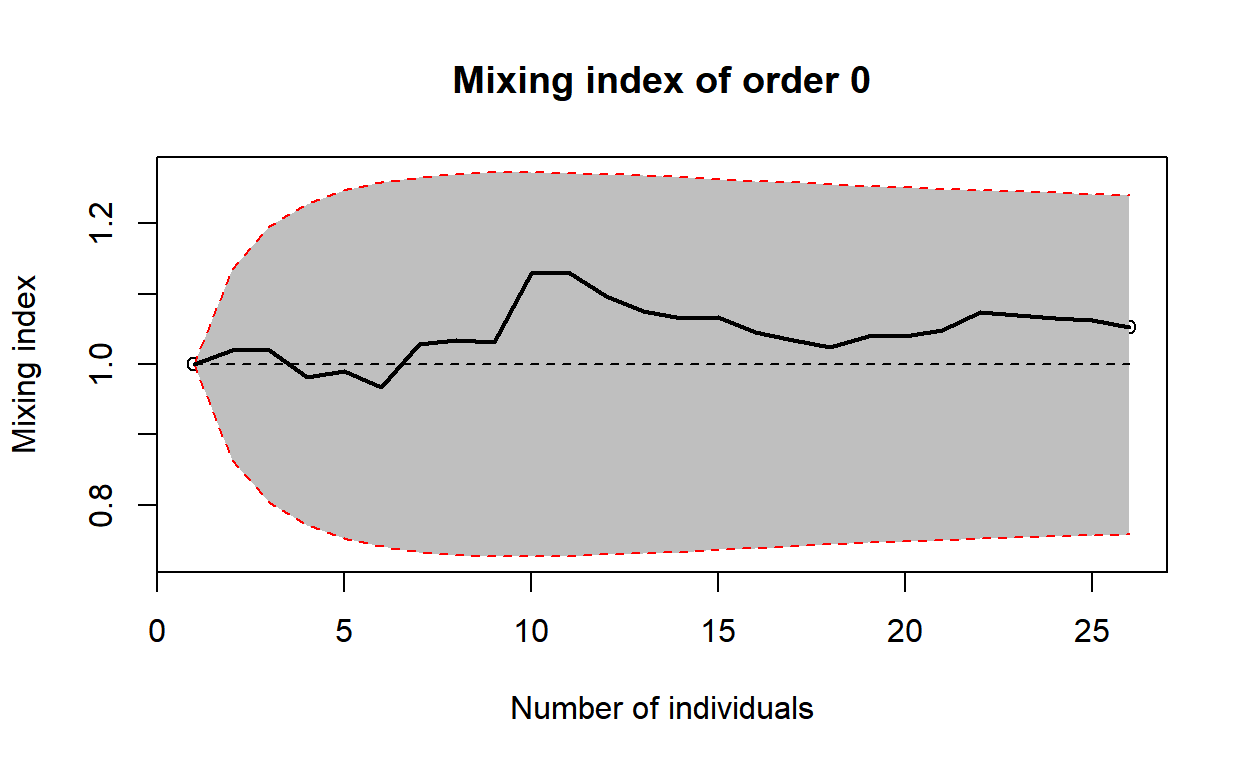 Mixing index of order 0
Mixing index
1.2
1.0
0.8
0 5 10 15 20 25
Number of individuals